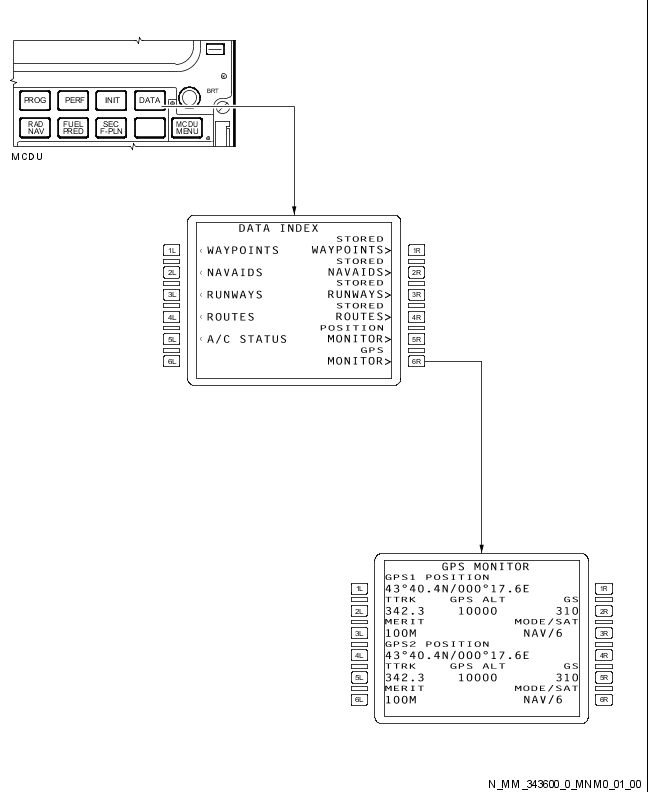 BRT
PROG PERF INIT DATA
RAD NAV FUEL PRED SEC F-PLN MCDU MENU
MCDU
DATA INDEX
STORED
1L ‹ WAYPOINTS WAYPOINTS> 1R
STORED
2L ‹ NAVAIDS NAVAIDS> 2R
STORED
3L ‹ RUNWAYS RUNWAYS> 3R
STORED
4L ‹ ROUTES ROUTES> 4R
POSITION
5L ‹ A/C STATUS MONITOR> 5R
GPS
6L MONITOR> 6R
GPS MONITOR
GPS1 POSITION
1L 43°40.4N/000°17.6E 1R
TTRK GPS ALT GS
2L 342.3 10000 310 2R
MERIT MODE/SAT
3L 100M NAV/6 3R
GPS2 POSITION
4L 43°40.4N/000°17.6E 4R
TTRK GPS ALT GS
5L 342.3 10000 310 5R
MERIT MODE/SAT
6L 100M NAV/6 6R
N_MM_343600_0_MNM0_01_00